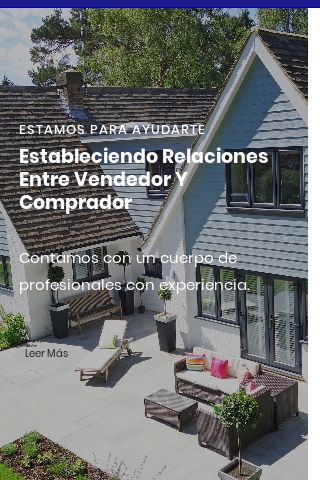 ESTAMOS PARA AYUDARTE
Estableciendo Relaciones
Entre Vendedor Y
Comprador
Contamos con un cuerpo de
profesionales con experiencia.
Leer Más